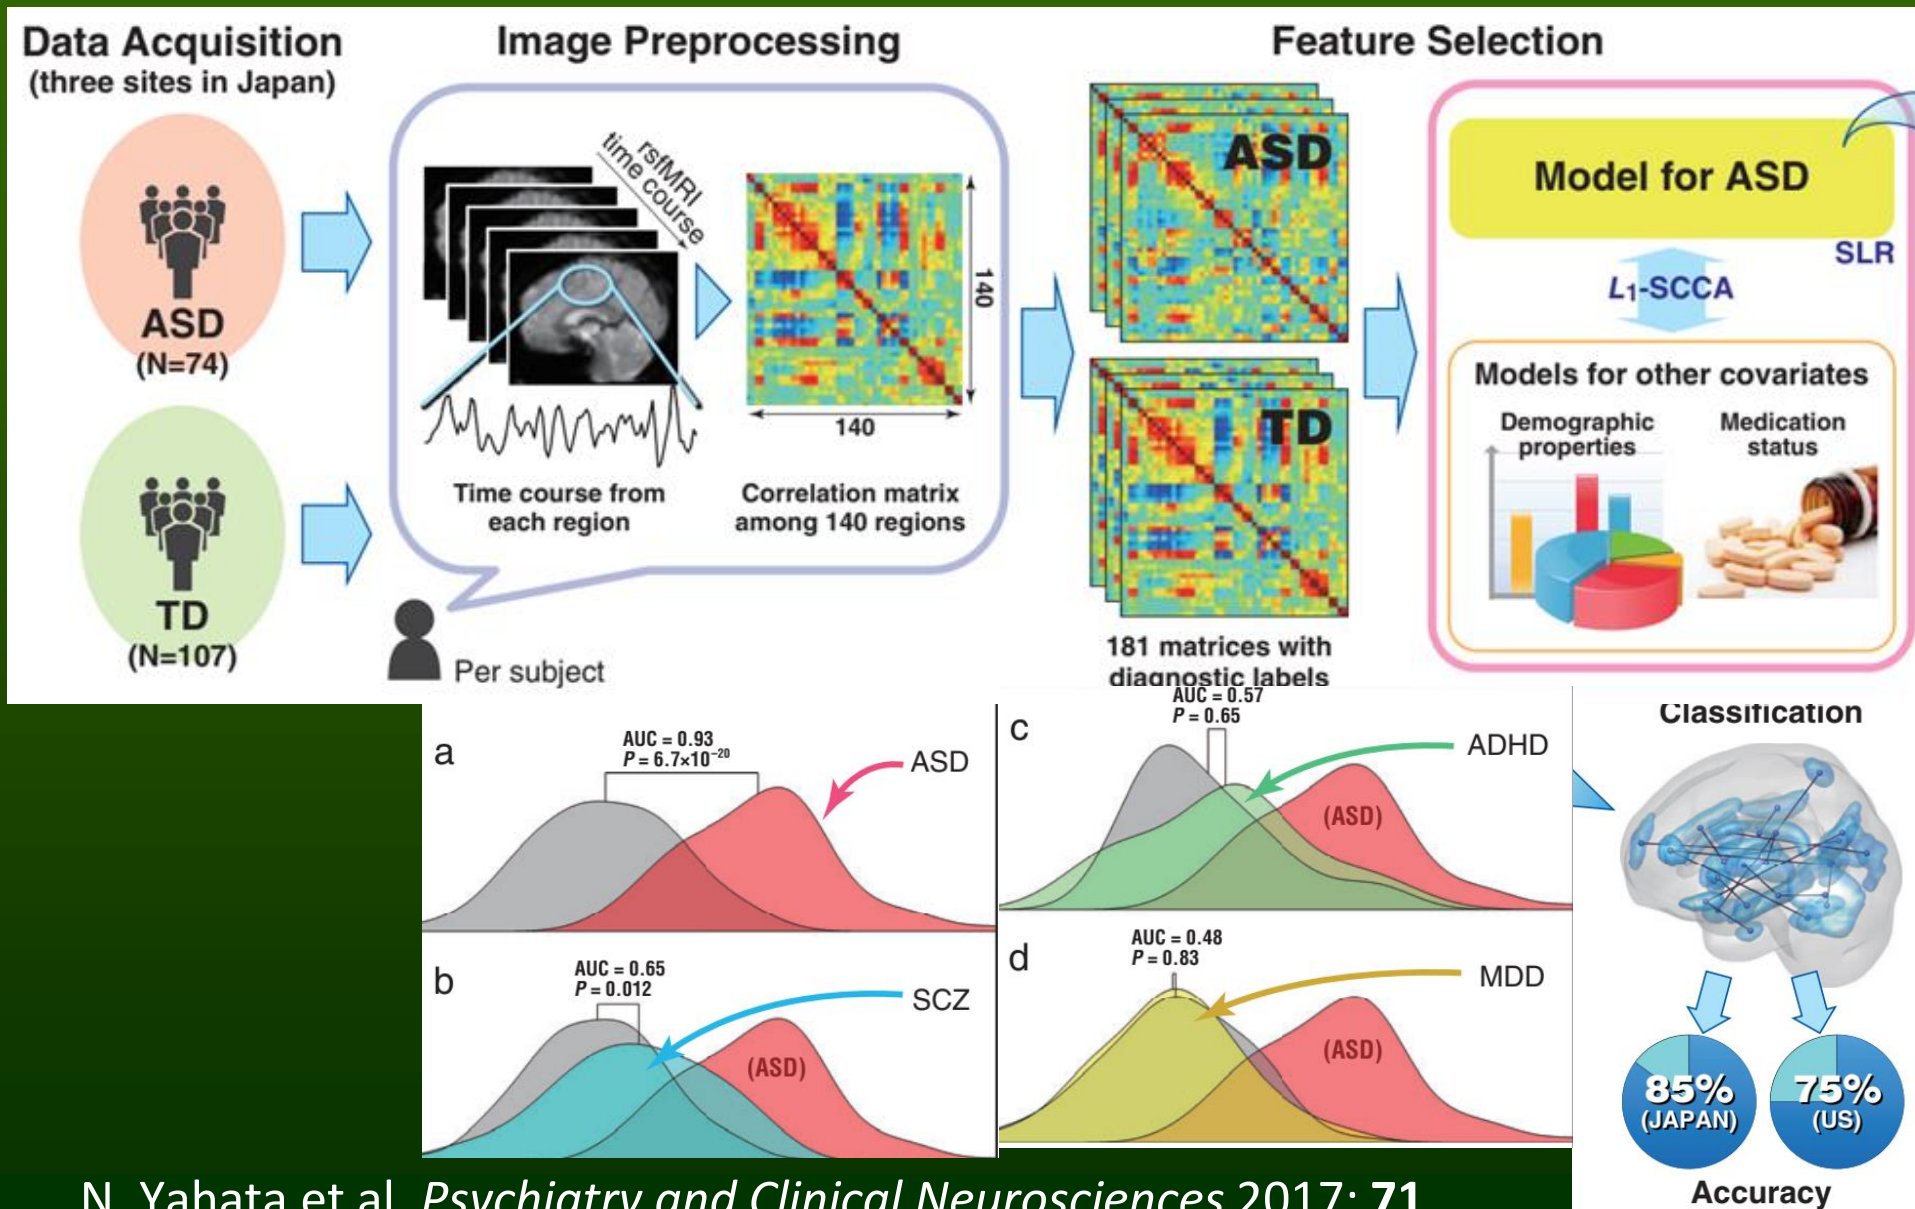 Data Acquisition
(three sites in Japan)
ASD
(N=74)
TD
(N=107)
Image Preprocessing
rsfMRI
time course
140
140
Time course from
each region
Correlation matrix
among 140 regions
Per subject
Feature Selection
ASD
TD
181 matrices with
diagnostic labels
Model for ASD
SLR
L1-SCCA
Models for other covariates
Demographic
properties
Medication
status
a
AUC = 0.93
P = 6.7×10⁻²⁰
ASD
b
AUC = 0.65
P = 0.012
SCZ
(ASD)
c
AUC = 0.57
P = 0.65
ADHD
(ASD)
d
AUC = 0.48
P = 0.83
MDD
(ASD)
Classification
85%
(JAPAN)
75%
(US)
Accuracy
N. Yahata et al. Psychiatry and Clinical Neurosciences 2017; 71